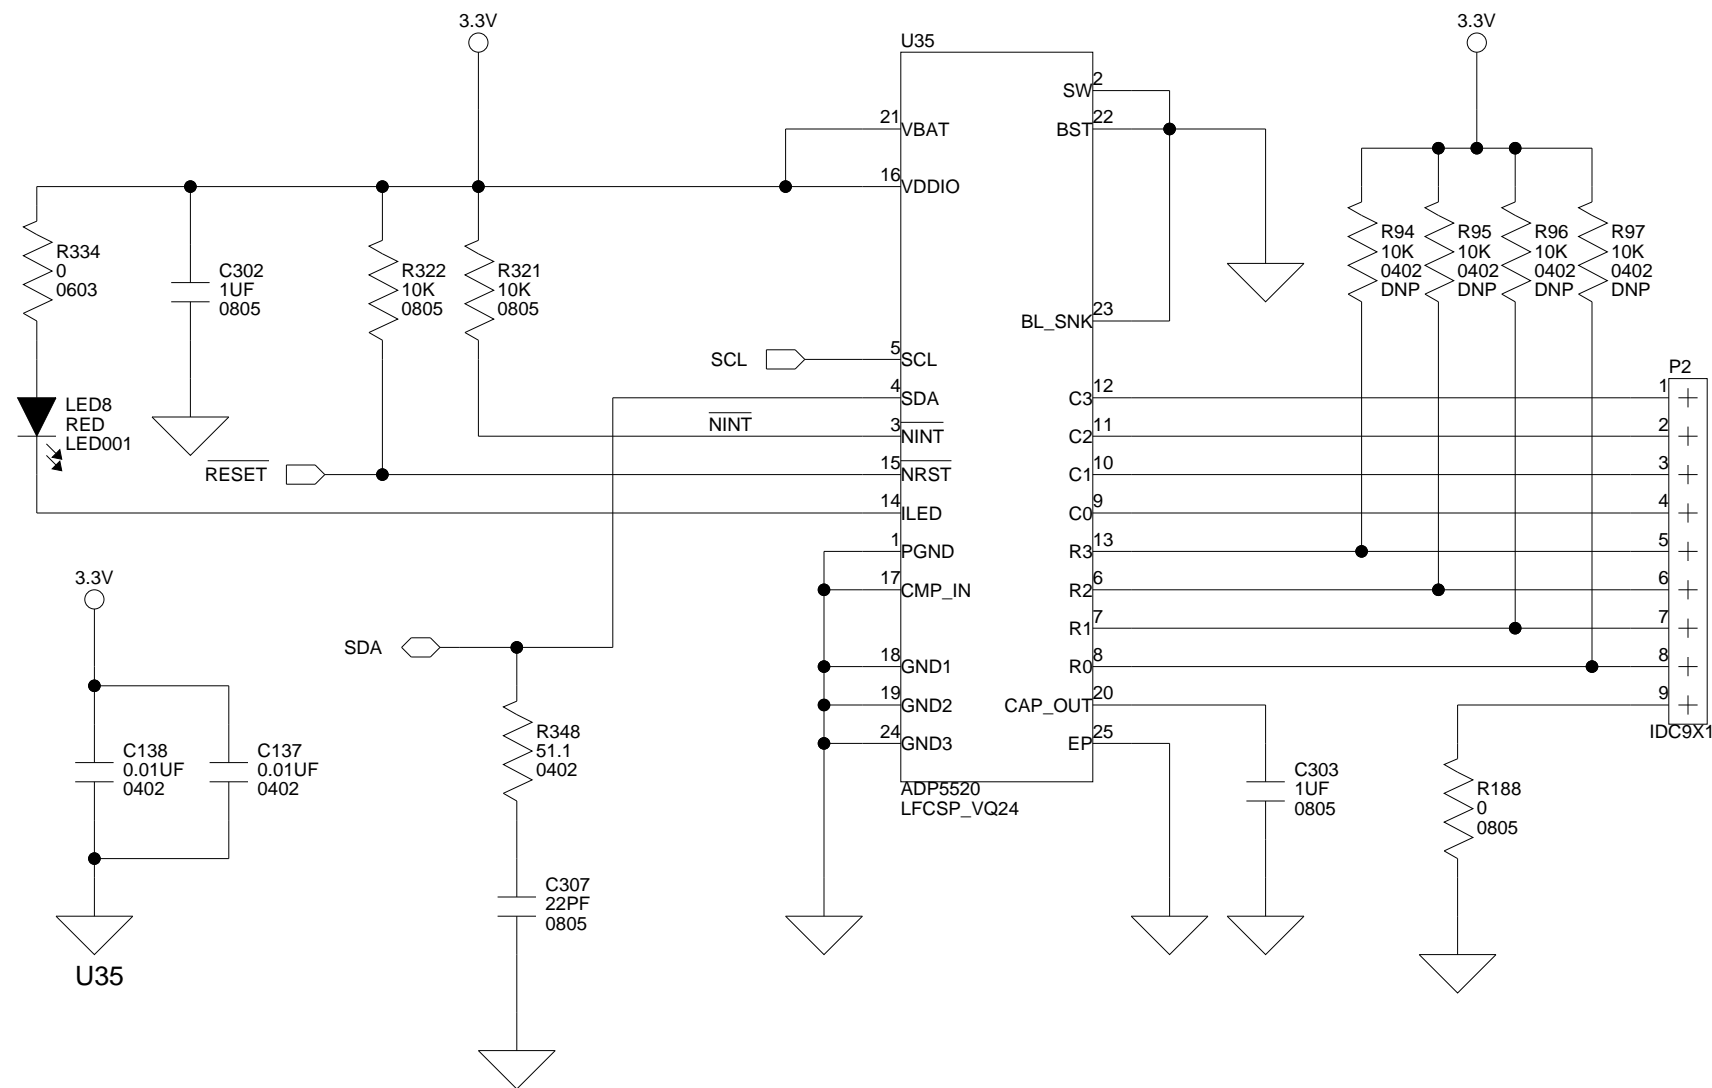 3.3V
U35
3.3V
SW
2
BST
22
21
VBAT
16
VDDIO
R334
0
0603
C302
1UF
0805
R322
10K
0805
R321
10K
0805
R94
10K
0402
DNP
R95
10K
0402
DNP
R96
10K
0402
DNP
R97
10K
0402
DNP
BL_SNK
23
SCL
5
SCL
4
SDA
NINT
3
NINT
RESET
15
NRST
14
ILED
1
PGND
17
CMP_IN
18
GND1
19
GND2
24
GND3
LED8
RED
LED001
C3
12
C2
11
C1
10
C0
9
R3
13
R2
6
R1
7
R0
8
CAP_OUT
20
EP
25
P2
1
2
3
4
5
6
7
8
9
IDC9X1
3.3V
SDA
C138
0.01UF
0402
C137
0.01UF
0402
U35
R348
51.1
0402
C307
22PF
0805
ADP5520
LFCSP_VQ24
C303
1UF
0805
R188
0
0805